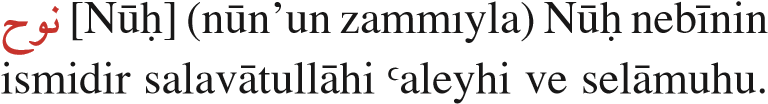 نوح [Nūḥ] (nūn’un zammıyla) Nūḥ nebīnin
ismidir salavātullāhi ʿaleyhi ve selāmuhu.